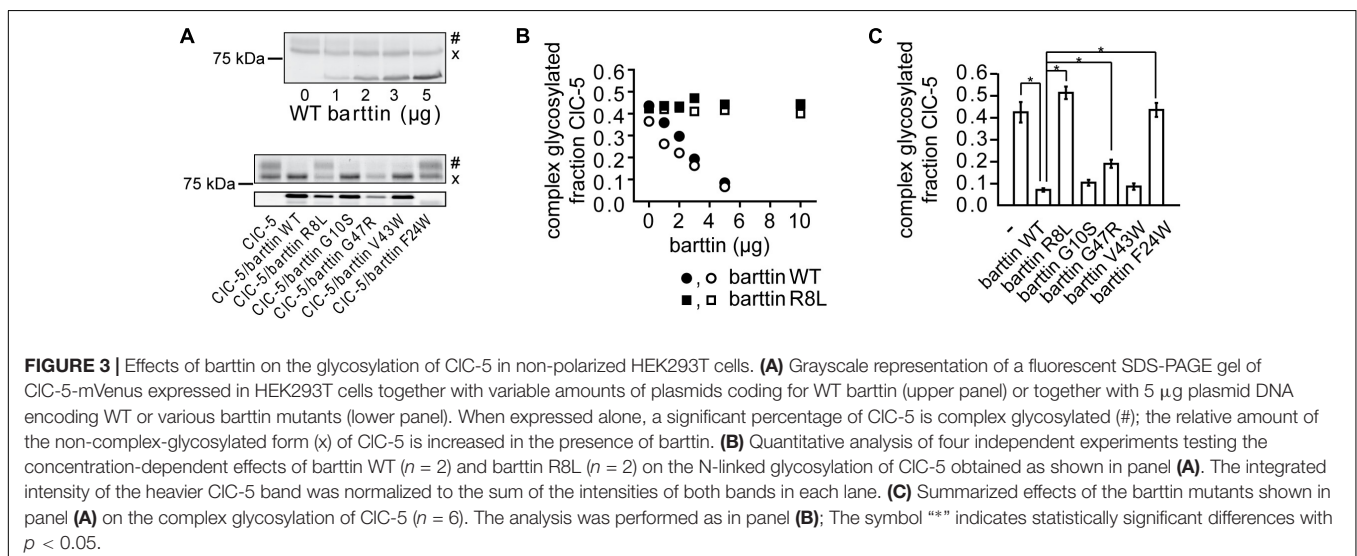 A
75 kDa
#
x
0 1 2 3 5
WT barttin (µg)
75 kDa
#
x
ClC-5
ClC-5/barttin WT
ClC-5/barttin R8L
ClC-5/barttin G10S
ClC-5/barttin G47R
ClC-5/barttin V43W
ClC-5/barttin F24W
B
complex glycosylated
fraction ClC-5
0.6
0.5
0.4
0.3
0.2
0.1
0.0
0 2 4 6 8 10
barttin (µg)
, barttin WT
, barttin R8L
C
complex glycosylated
fraction ClC-5
0.6
0.5
0.4
0.3
0.2
0.1
0.0
* * * *
-
barttin WT
barttin R8L
barttin G10S
barttin G47R
barttin V43W
barttin F24W
FIGURE 3 | Effects of barttin on the glycosylation of ClC-5 in non-polarized HEK293T cells. (A) Grayscale representation of a fluorescent SDS-PAGE gel of
ClC-5-mVenus expressed in HEK293T cells together with variable amounts of plasmids coding for WT barttin (upper panel) or together with 5 µg plasmid DNA
encoding WT or various barttin mutants (lower panel). When expressed alone, a significant percentage of ClC-5 is complex glycosylated (#); the relative amount of
the non-complex-glycosylated form (x) of ClC-5 is increased in the presence of barttin. (B) Quantitative analysis of four independent experiments testing the
concentration-dependent effects of barttin WT (n = 2) and barttin R8L (n = 2) on the N-linked glycosylation of ClC-5 obtained as shown in panel (A). The integrated
intensity of the heavier ClC-5 band was normalized to the sum of the intensities of both bands in each lane. (C) Summarized effects of the barttin mutants shown in
panel (A) on the complex glycosylation of ClC-5 (n = 6). The analysis was performed as in panel (B); The symbol “*” indicates statistically significant differences with
p < 0.05.